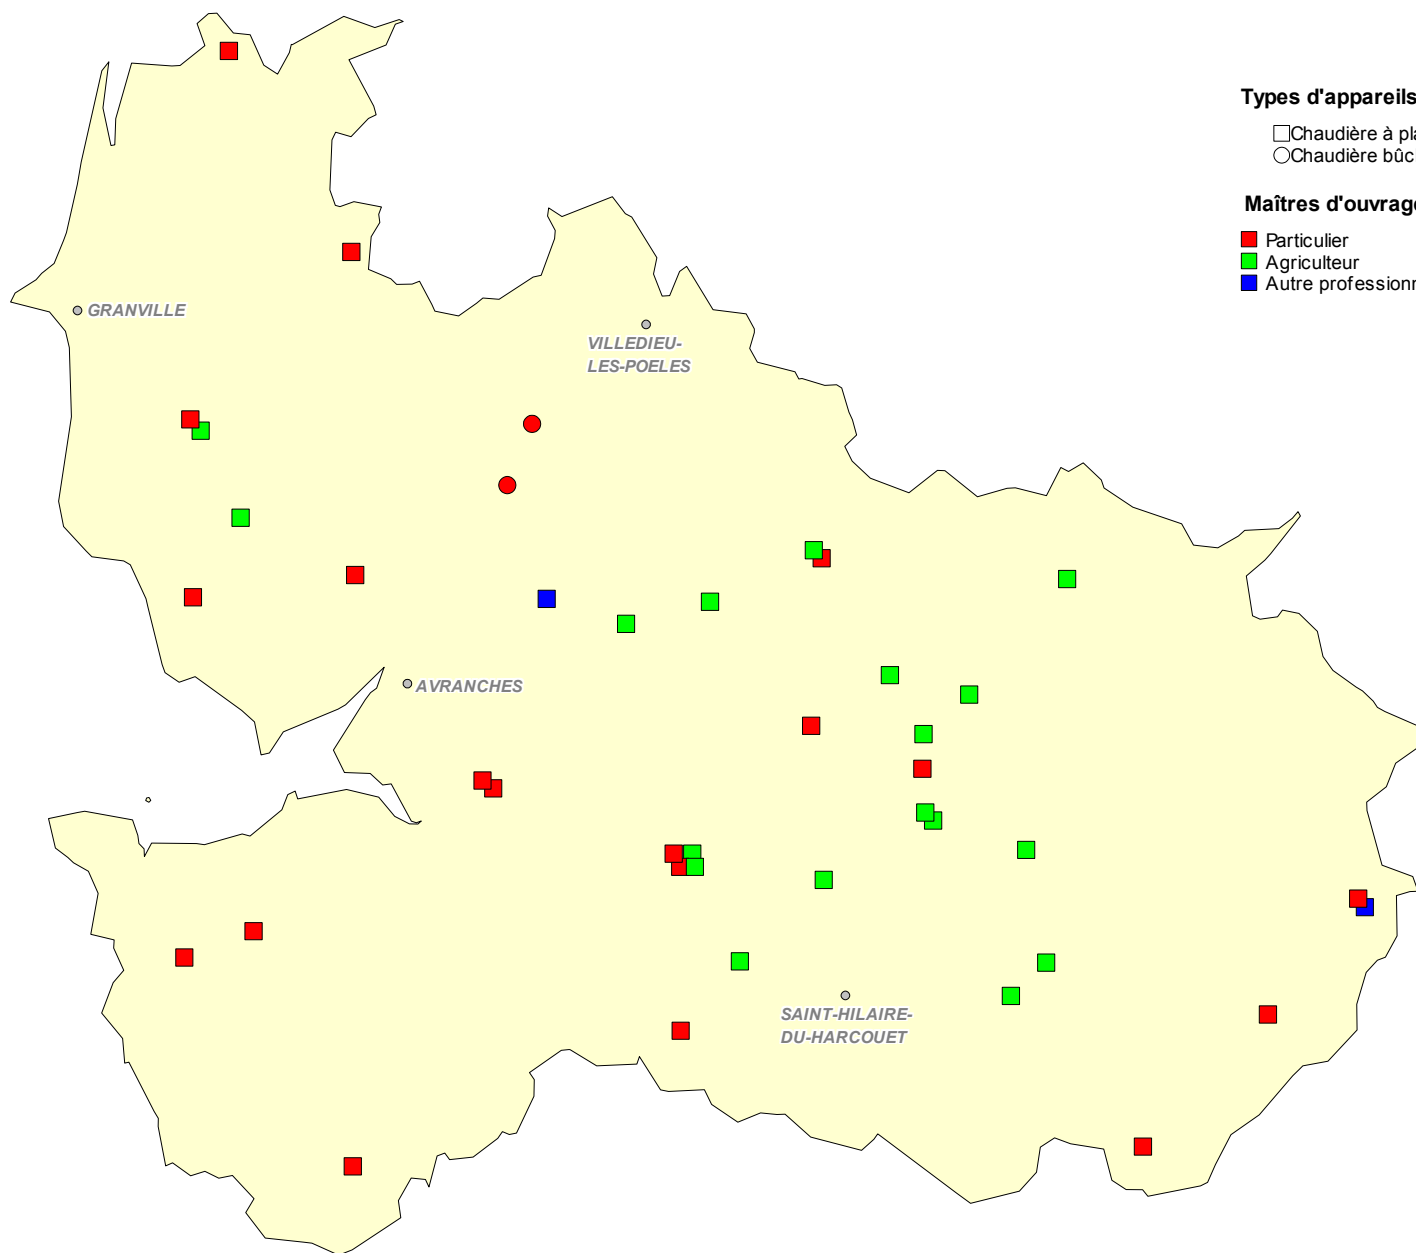 Types d'appareils
Chaudière à pla
Chaudière bûc
Maîtres d'ouvrage
Particulier
Agriculteur
Autre professionn
GRANVILLE
VILLEDIEU-
LES-POELES
AVRANCHES
SAINT-HILAIRE-
DU-HARCOUET